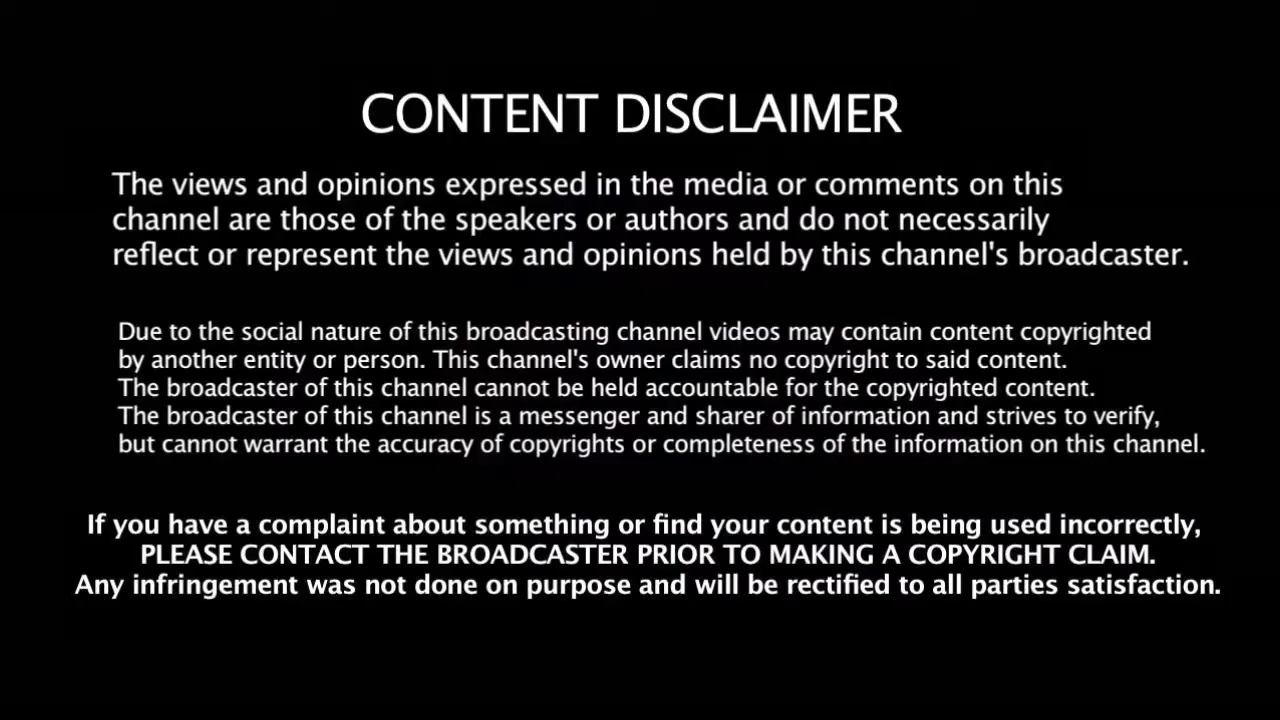 CONTENT DISCLAIMER
The views and opinions expressed in the media or comments on this
channel are those of the speakers or authors and do not necessarily
reflect or represent the views and opinions held by this channel's broadcaster.
Due to the social nature of this broadcasting channel videos may contain content copyrighted
by another entity or person. This channel's owner claims no copyright to said content.
The broadcaster of this channel cannot be held accountable for the copyrighted content.
The broadcaster of this channel is a messenger and sharer of information and strives to verify,
but cannot warrant the accuracy of copyrights or completeness of the information on this channel.
If you have a complaint about something or find your content is being used incorrectly,
PLEASE CONTACT THE BROADCASTER PRIOR TO MAKING A COPYRIGHT CLAIM.
Any infringement was not done on purpose and will be rectified to all parties satisfaction.